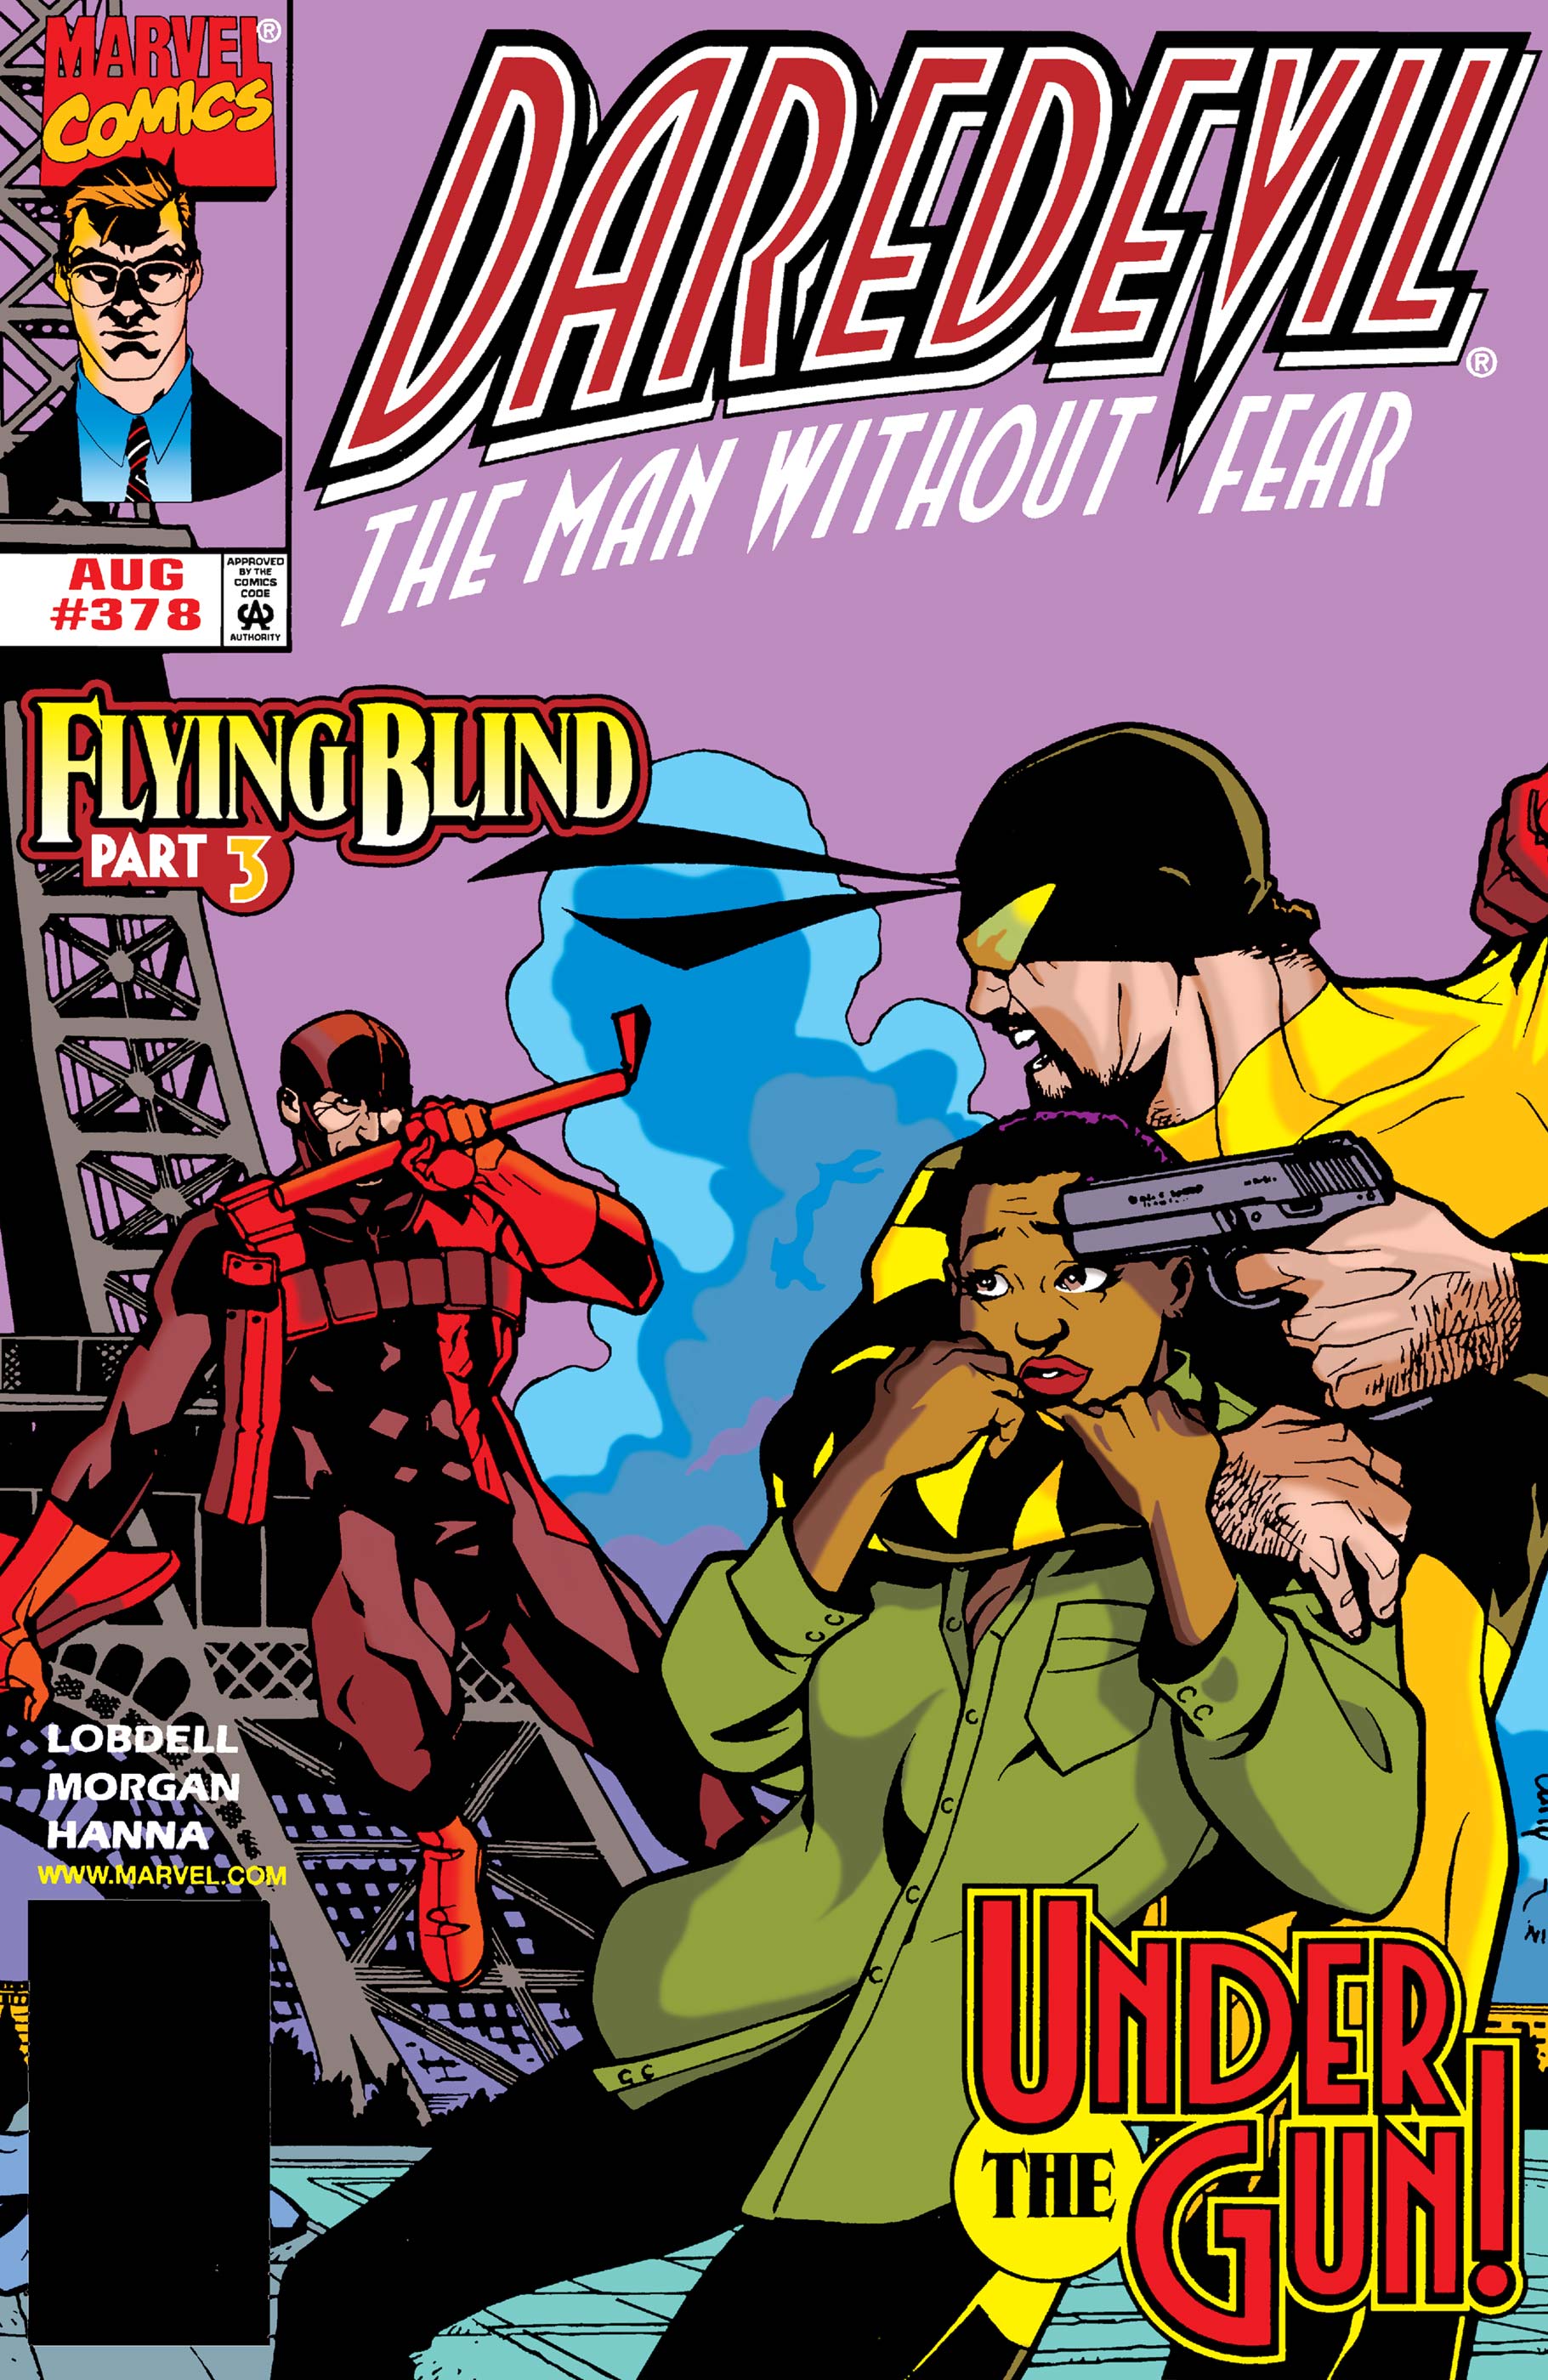 MARVEL®
COMICS
DAREDEVIL®
THE MAN WITHOUT FEAR
AUG
#378
APPROVED
BY THE
COMICS
CODE
CA
AUTHORITY
FLYING BLIND
PART 3
LOBDELL
MORGAN
HANNA
WWW.MARVEL.COM
UNDER
THE GUN!